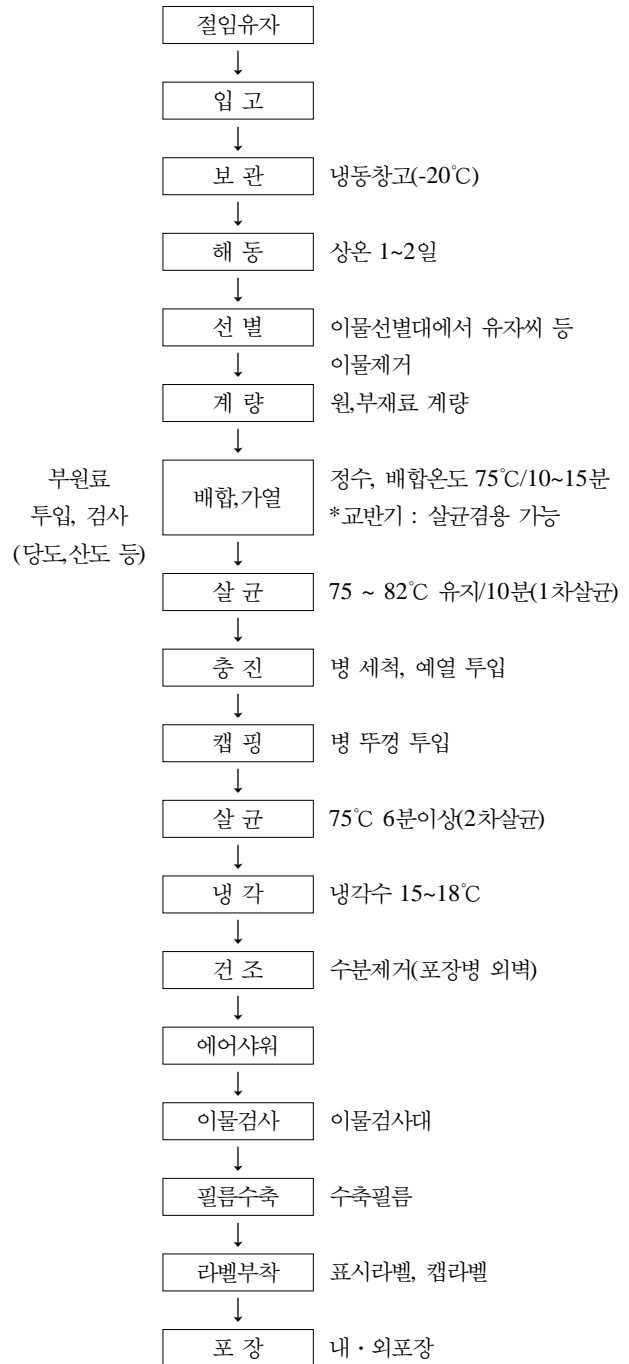 절임유자
입 고
보 관
냉동창고(-20℃)
해 동
상온 1~2일
선 별
이물선별대에서 유자씨 등
이물제거
계 량
원,부재료 계량
부원료
투입, 검사
(당도,산도 등)
배합,가열
정수, 배합온도 75℃/10~15분
*교반기 : 살균겸용 가능
살 균
75 ~ 82℃ 유지/10분(1차살균)
충 진
병 세척, 예열 투입
캡 핑
병 뚜껑 투입
살 균
75℃ 6분이상(2차살균)
냉 각
냉각수 15~18℃
건 조
수분제거(포장병 외벽)
에어샤워
이물검사
이물검사대
필름수축
수축필름
라벨부착
표시라벨, 캡라벨
포 장
내・외포장